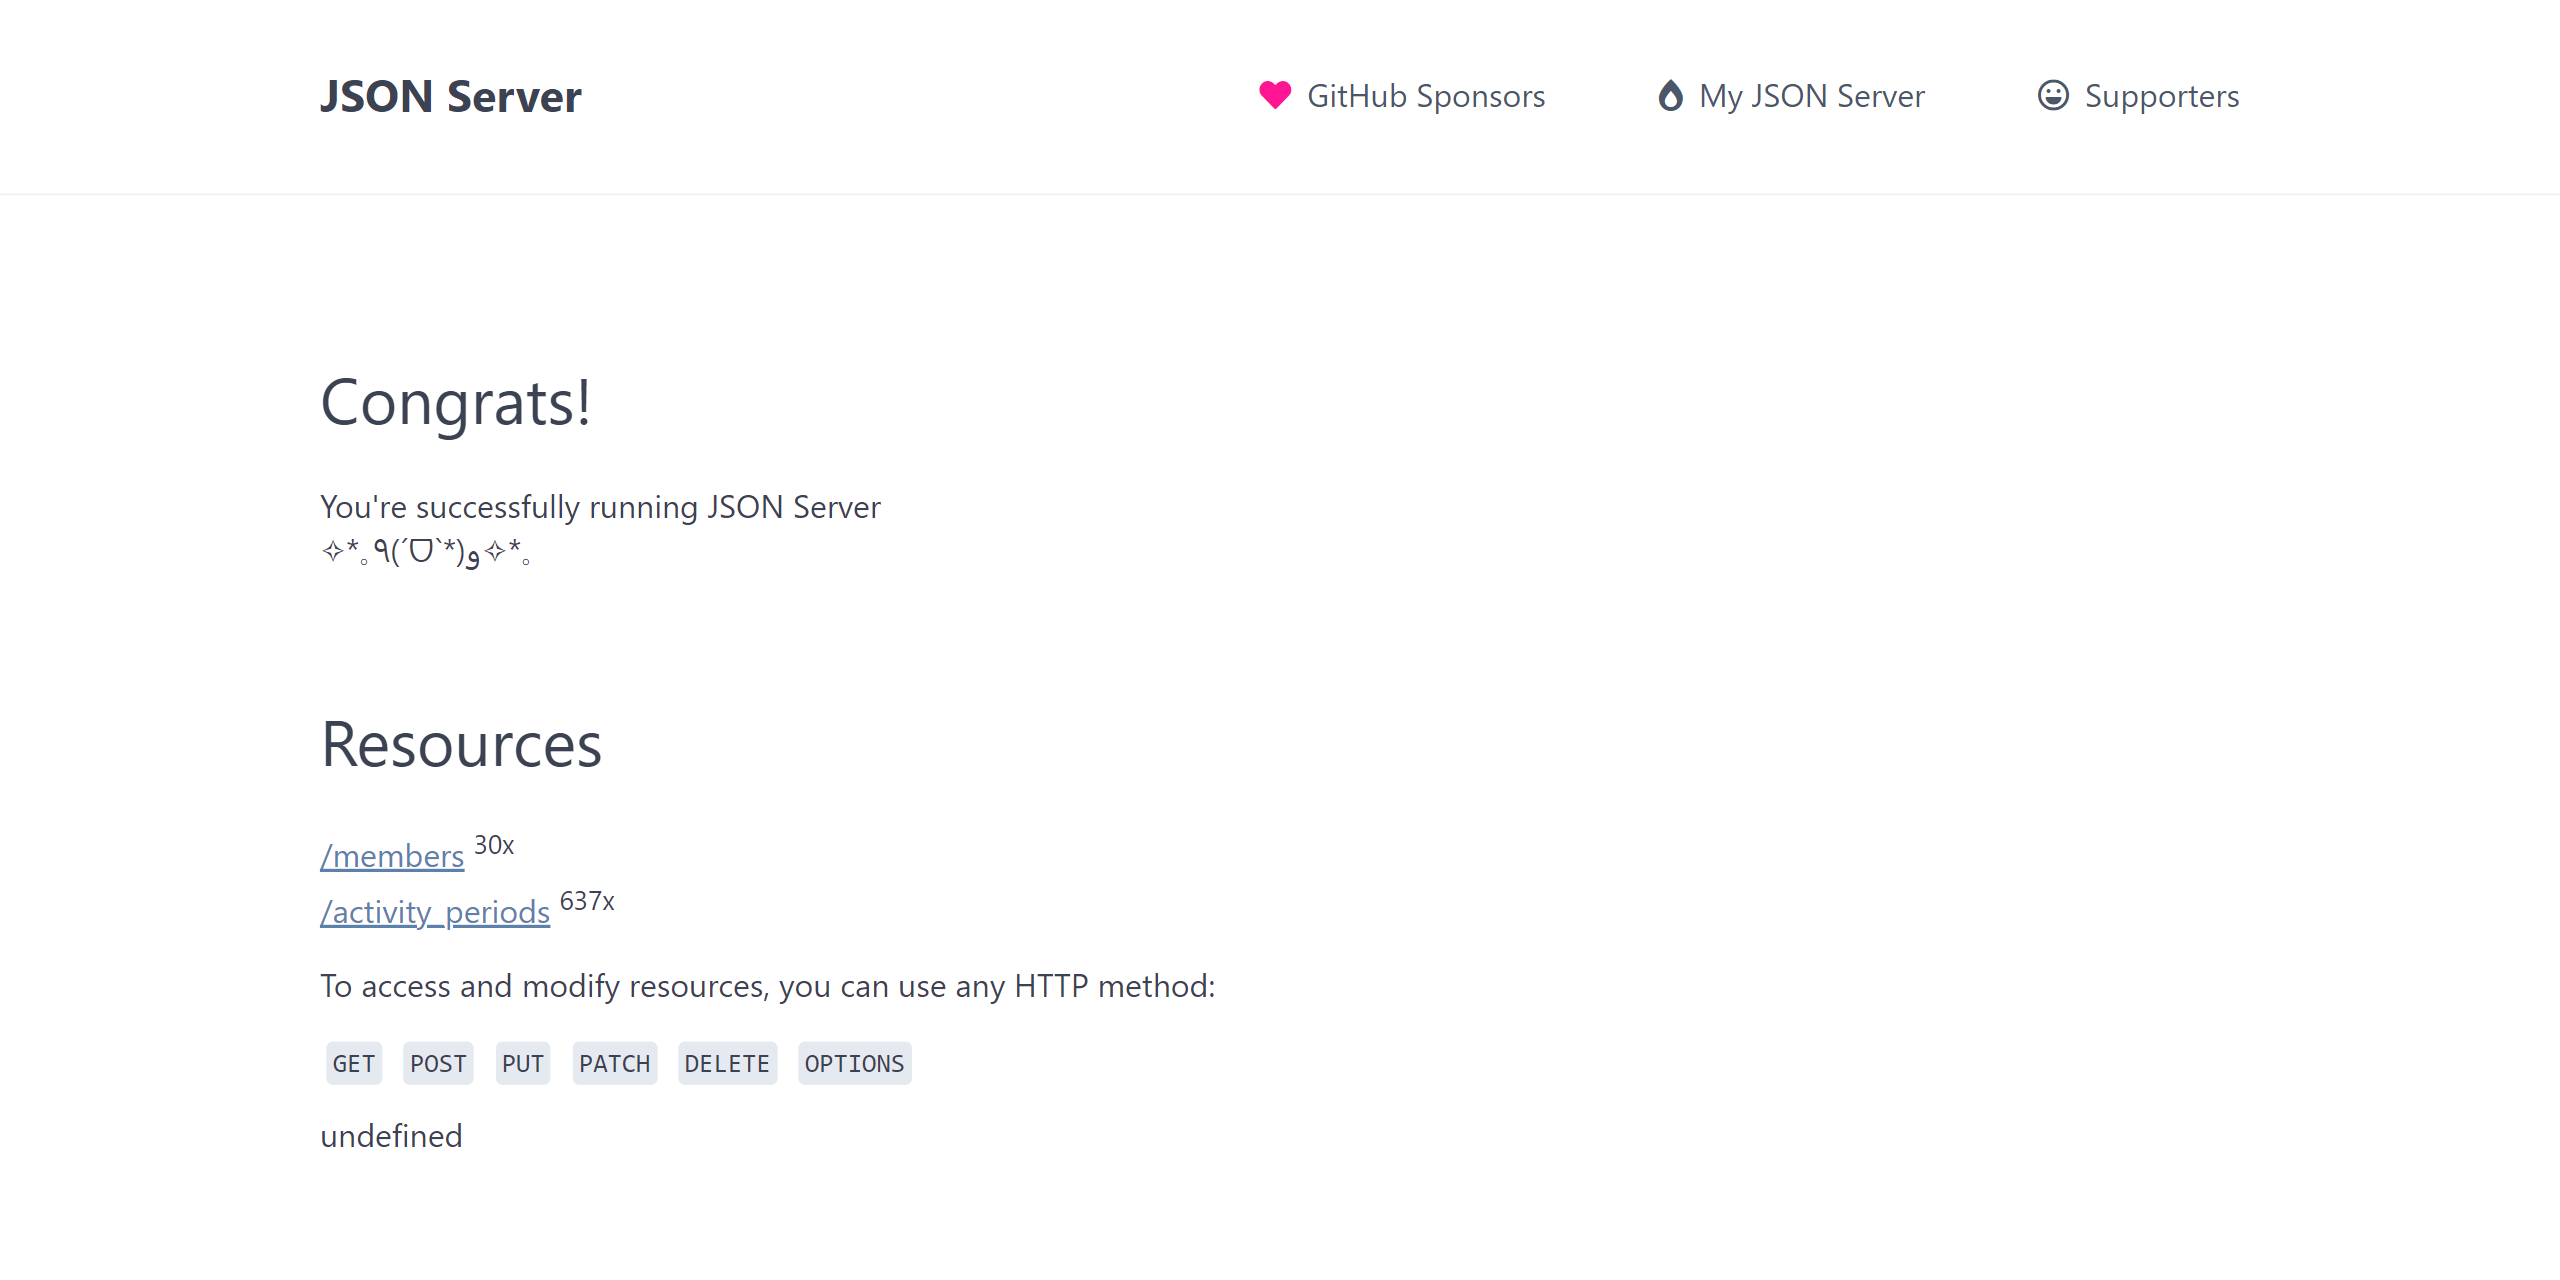 JSON Server
GitHub Sponsors
My JSON Server
Supporters
Congrats!
You're successfully running JSON Server
✧*｡٩(ˊᗜˋ*)و✧*｡
Resources
/members 30x
/activity_periods 637x
To access and modify resources, you can use any HTTP method:
GET POST PUT PATCH DELETE OPTIONS
undefined